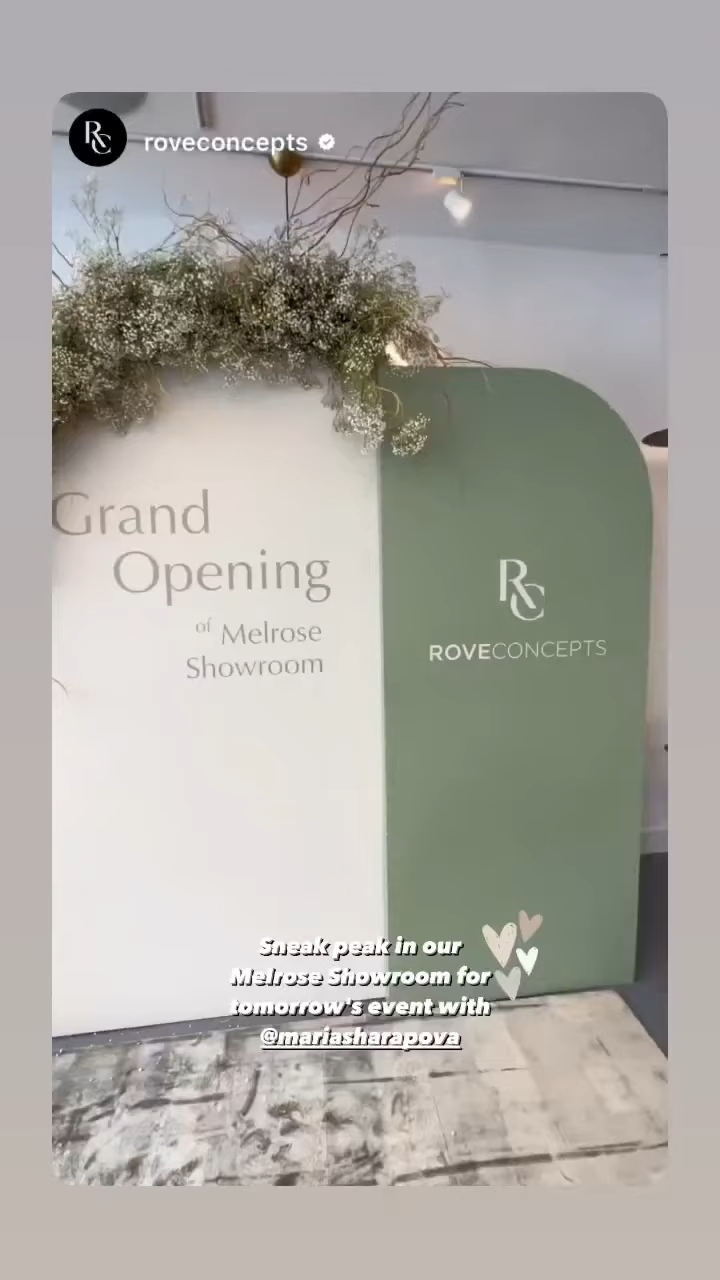 RC
roveconcepts
Grand
Opening
of Melrose
Showroom
RC
ROVECONCEPTS
Sneak peak in our
Melrose Showroom for
tomorrow's event with
@mariasharapova